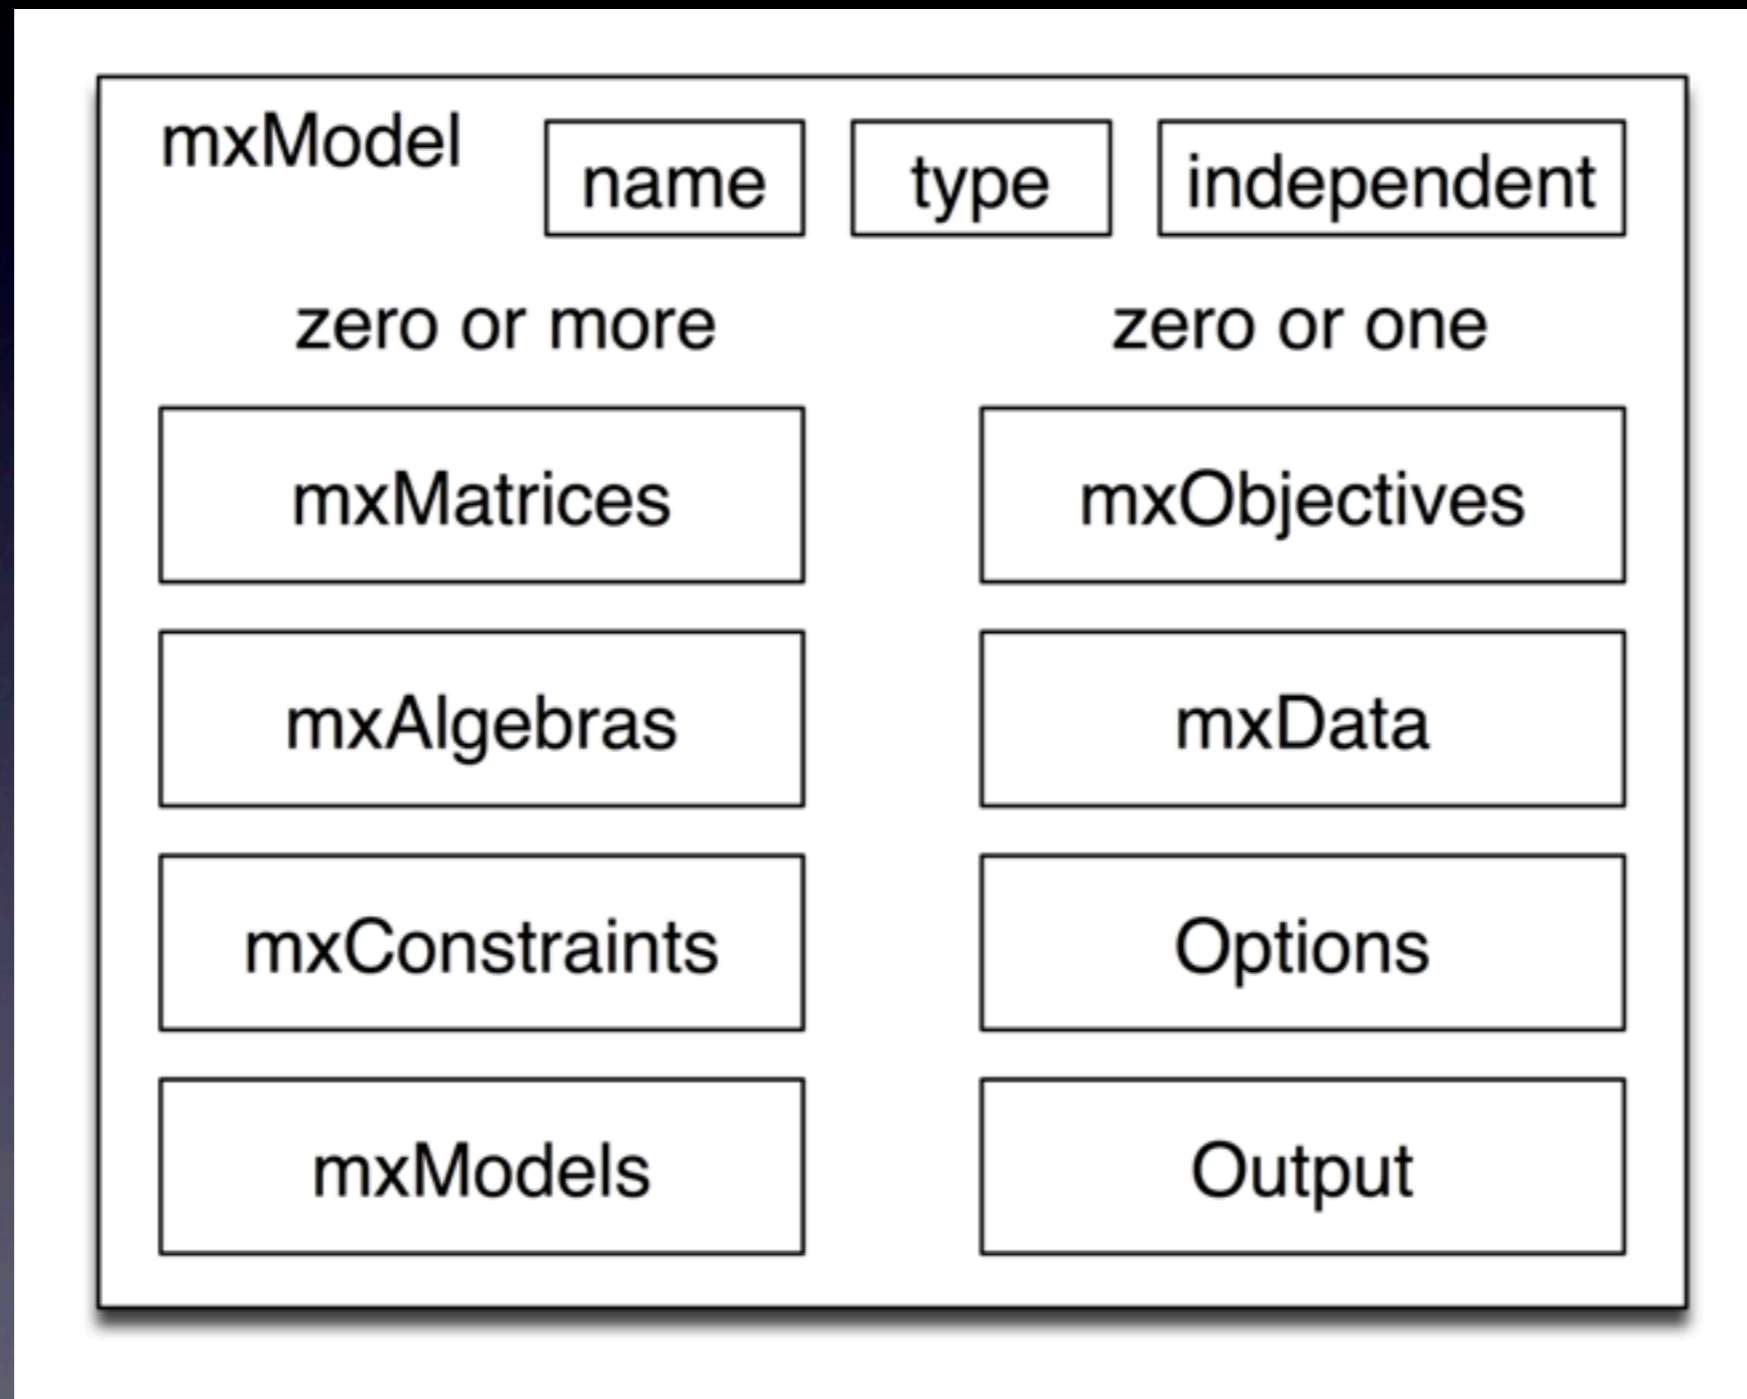 mxModel
name
type
independent
zero or more
zero or one
mxMatrices
mxObjectives
mxAlgebras
mxData
mxConstraints
Options
mxModels
Output